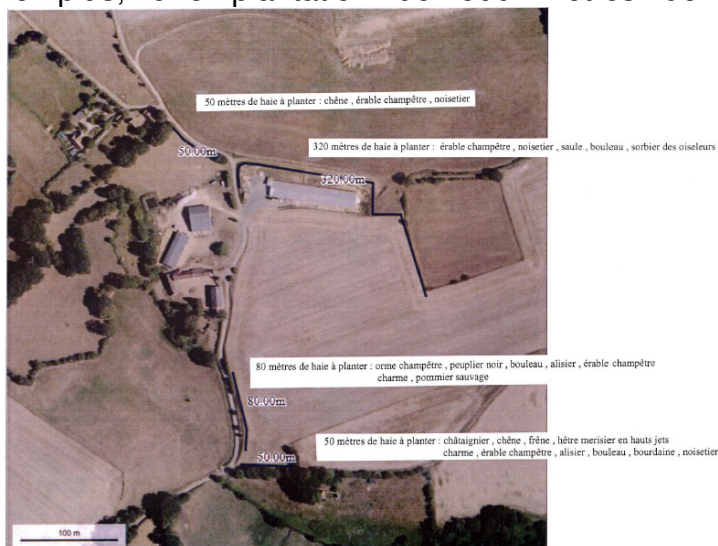 50 mètres de haie à planter : chêne , érable champêtre , noisetier
50.00m
320 mètres de haie à planter : érable champêtre , noisetier , saule , bouleau , sorbier des oiseleurs
320.00m
80 mètres de haie à planter : orme champêtre , peuplier noir , bouleau , alisier , érable champêtre
charme , pommier sauvage
80.00m
50 mètres de haie à planter : châtaignier , chêne , frêne , hêtre merisier en hauts jets
charme , érable champêtre , alisier , bouleau , bourdaine , noisetier
50.00m
100 m